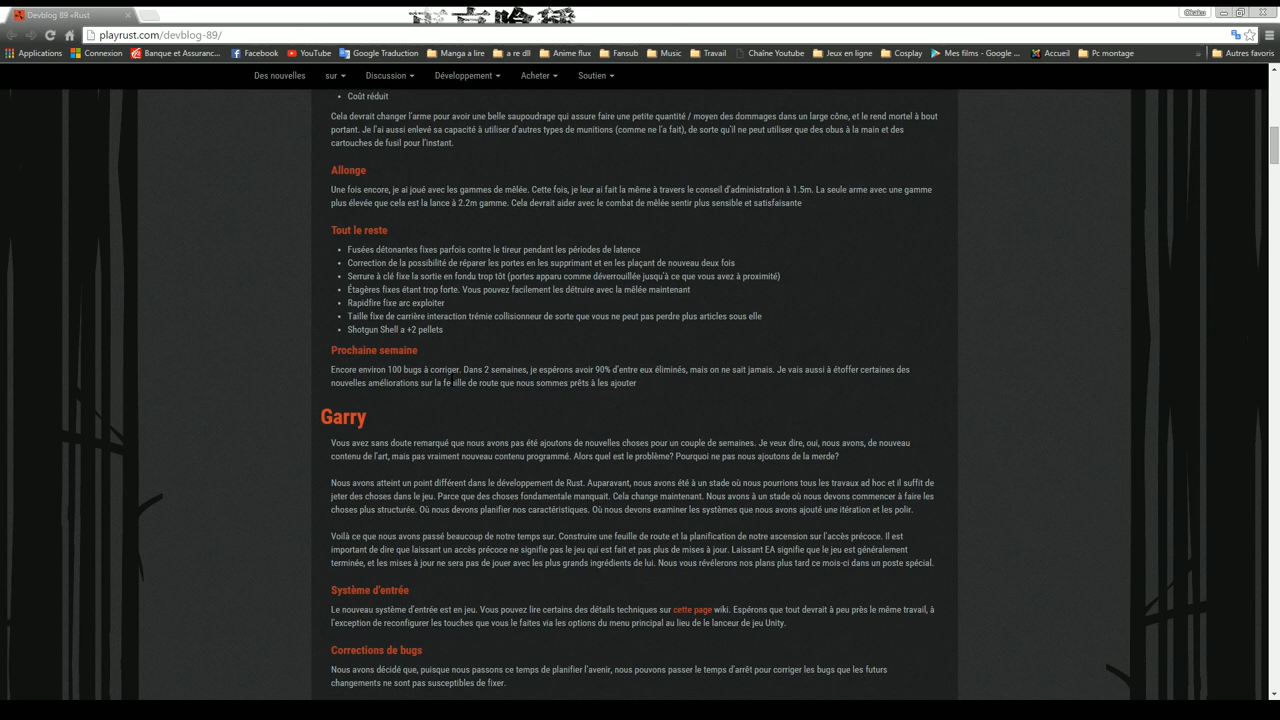 Devblog 89 «Rust
Okaku
playrust.com/devblog-89/
Applications
Connexion
Banque et Assuranc...
Facebook
YouTube
Google Traduction
Manga a lire
a re dl
Anime flux
Fansub
Music
Travail
Chaîne Youtube
Jeux en ligne
Cosplay
Mes films - Google ...
Accueil
Pc montage
Autres favoris
Des nouvelles
sur
Discussion
Développement
Acheter
Soutien
• Coût réduit
Cela devrait changer l'arme pour avoir une belle saupoudrage qui assure faire une petite quantité / moyen des dommages dans un large cône, et le rend mortel à bout
portant. Je l'ai aussi enlevé sa capacité à utiliser d'autres types de munitions (comme ne l'a fait), de sorte qu'il ne peut utiliser que des obus à la main et des
cartouches de fusil pour l'instant.
Allonge
Une fois encore, je ai joué avec les gammes de mêlée. Cette fois, je leur ai fait la même à travers le conseil d'administration à 1.5m. La seule arme avec une gamme
plus élevée que cela est la lance à 2.2m gamme. Cela devrait aider avec le combat de mêlée sentir plus sensible et satisfaisante
Tout le reste
• Fusées détonantes fixes parfois contre le tireur pendant les périodes de latence
• Correction de la possibilité de réparer les portes en les supprimant et en les plaçant de nouveau deux fois
• Serrure à clé fixe la sortie en fondu trop tôt (portes apparu comme déverrouillée jusqu'à ce que vous avez à proximité)
• Étagères fixes étant trop forte. Vous pouvez facilement les détruire avec la mêlée maintenant
• Rapidfire fixe arc exploiter
• Taille fixe de carrière interaction trémie collisionneur de sorte que vous ne peut pas perdre plus articles sous elle
• Shotgun Shell a +2 pellets
Prochaine semaine
Encore environ 100 bugs à corriger. Dans 2 semaines, je espérons avoir 90% d'entre eux éliminés, mais on ne sait jamais. Je vais aussi à étoffer certaines des
nouvelles améliorations sur la fe ille de route que nous sommes prêts à les ajouter
Garry
Vous avez sans doute remarqué que nous avons pas été ajoutons de nouvelles choses pour un couple de semaines. Je veux dire, oui, nous avons, de nouveau
contenu de l'art, mais pas vraiment nouveau contenu programmé. Alors quel est le problème? Pourquoi ne pas nous ajoutons de la merde?
Nous avons atteint un point différent dans le développement de Rust. Auparavant, nous avons été à un stade où nous pourrions tous les travaux ad hoc et il suffit de
jeter des choses dans le jeu. Parce que des choses fondamentale manquait. Cela change maintenant. Nous avons à un stade où nous devons commencer à faire les
choses plus structurée. Où nous devons planifier nos caractéristiques. Où nous devons examiner les systèmes que nous avons ajouté une itération et les polir.
Voilà ce que nous avons passé beaucoup de notre temps sur. Construire une feuille de route et la planification de notre ascension sur l'accès précoce. Il est
important de dire que laissant un accès précoce ne signifie pas le jeu qui est fait et pas plus de mises à jour. Laissant EA signifie que le jeu est généralement
terminée, et les mises à jour ne sera pas de jouer avec les plus grands ingrédients de lui. Nous vous révélerons nos plans plus tard ce mois-ci dans un poste spécial.
Système d'entrée
Le nouveau système d'entrée est en jeu. Vous pouvez lire certains des détails techniques sur cette page wiki. Espérons que tout devrait à peu près le même travail, à
l'exception de reconfigurer les touches que vous le faites via les options du menu principal au lieu de le lanceur de jeu Unity.
Corrections de bugs
Nous avons décidé que, puisque nous passons ce temps de planifier l'avenir, nous pouvons passer le temps d'arrêt pour corriger les bugs que les futurs
changements ne sont pas susceptibles de fixer.